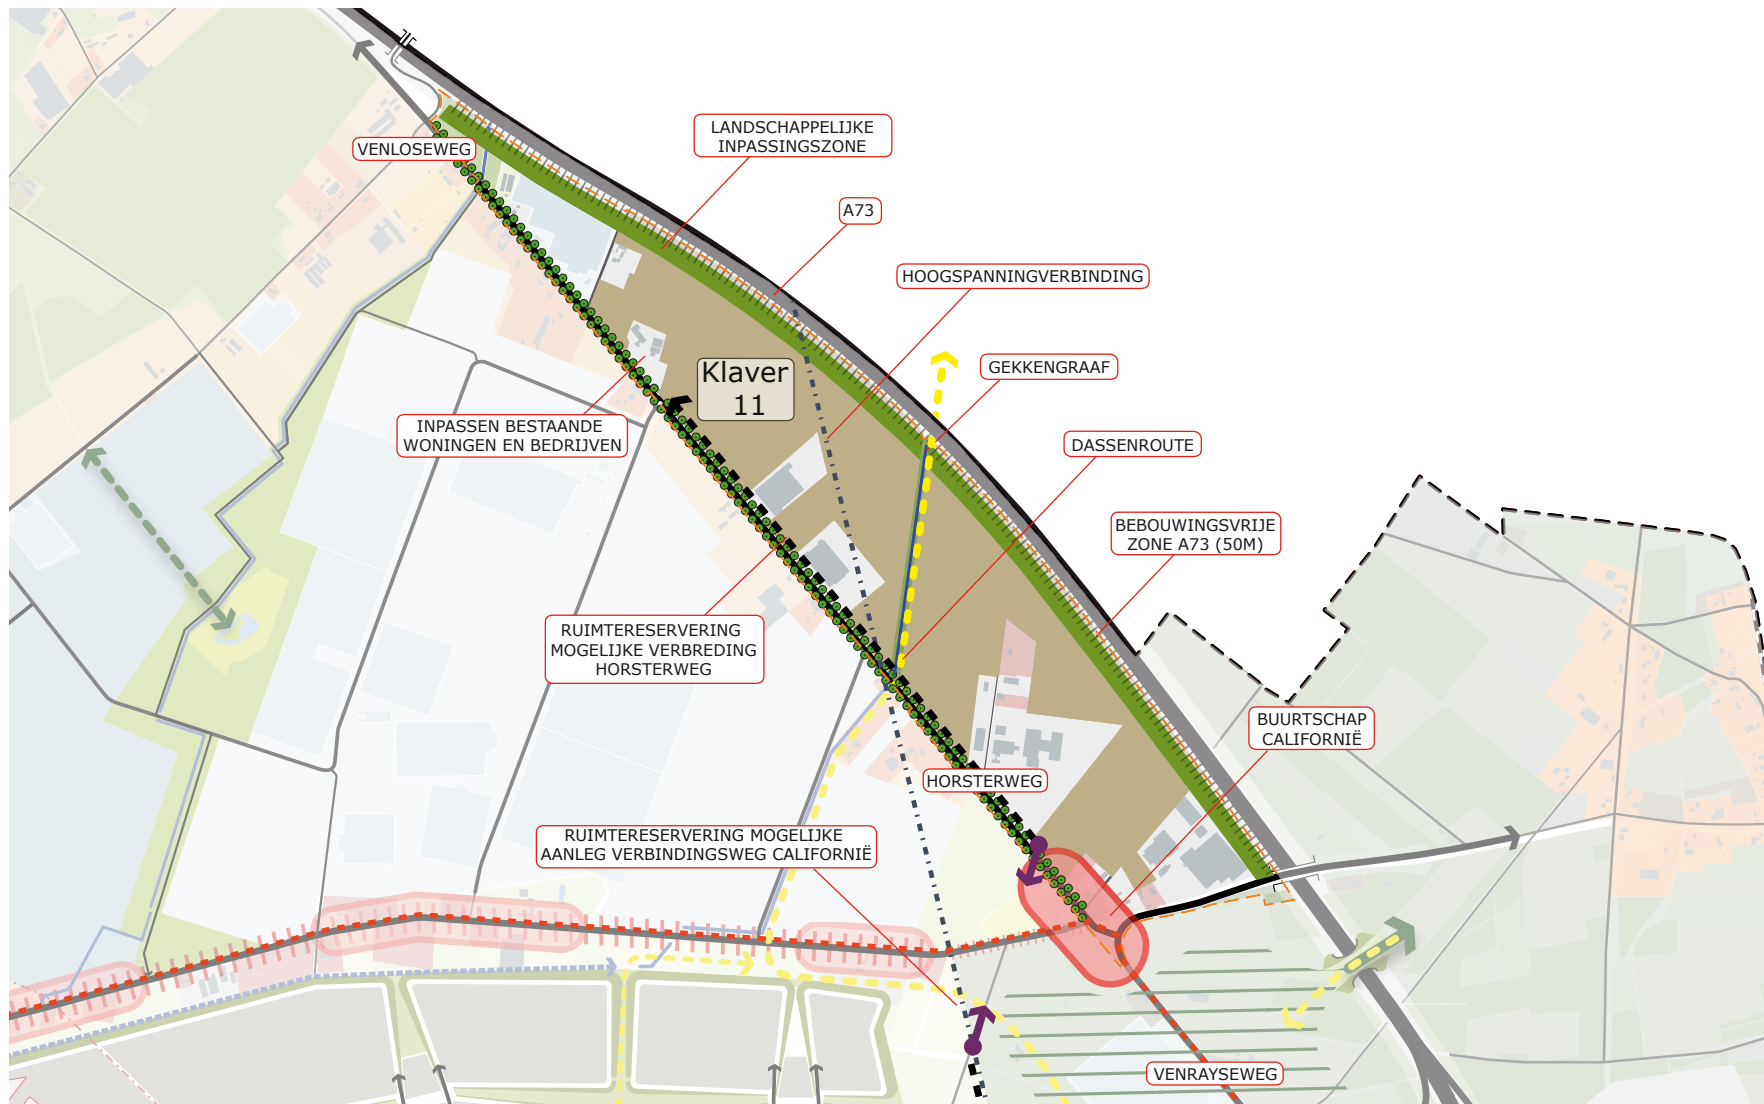 LANDSCHAPPELIJKE
INPASSINGSZONE
VENLOSEWEG
A73
HOOGSPANNINGVERBINDING
GEKKENGRAAF
Klaver
11
INPASSEN BESTAANDE
WONINGEN EN BEDRIJVEN
DASSENROUTE
BEBOUWINGSVRIJE
ZONE A73 (50M)
RUIMTERESERVERING
MOGELIJKE VERBREDING
HORSTERWEG
BUURTSCHAP
CALIFORNIË
HORSTERWEG
RUIMTERESERVERING MOGELIJKE
AANLEG VERBINDINGSWEG CALIFORNIË
VENRAYSEWEG